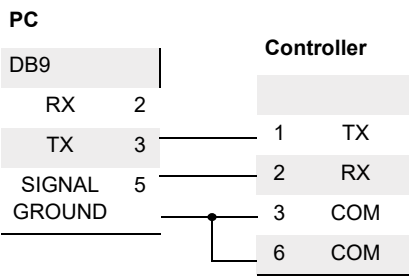 PC
Controller
DB9
RX 2
TX 3
1 TX
SIGNAL 5
GROUND
2 RX
3 COM
6 COM